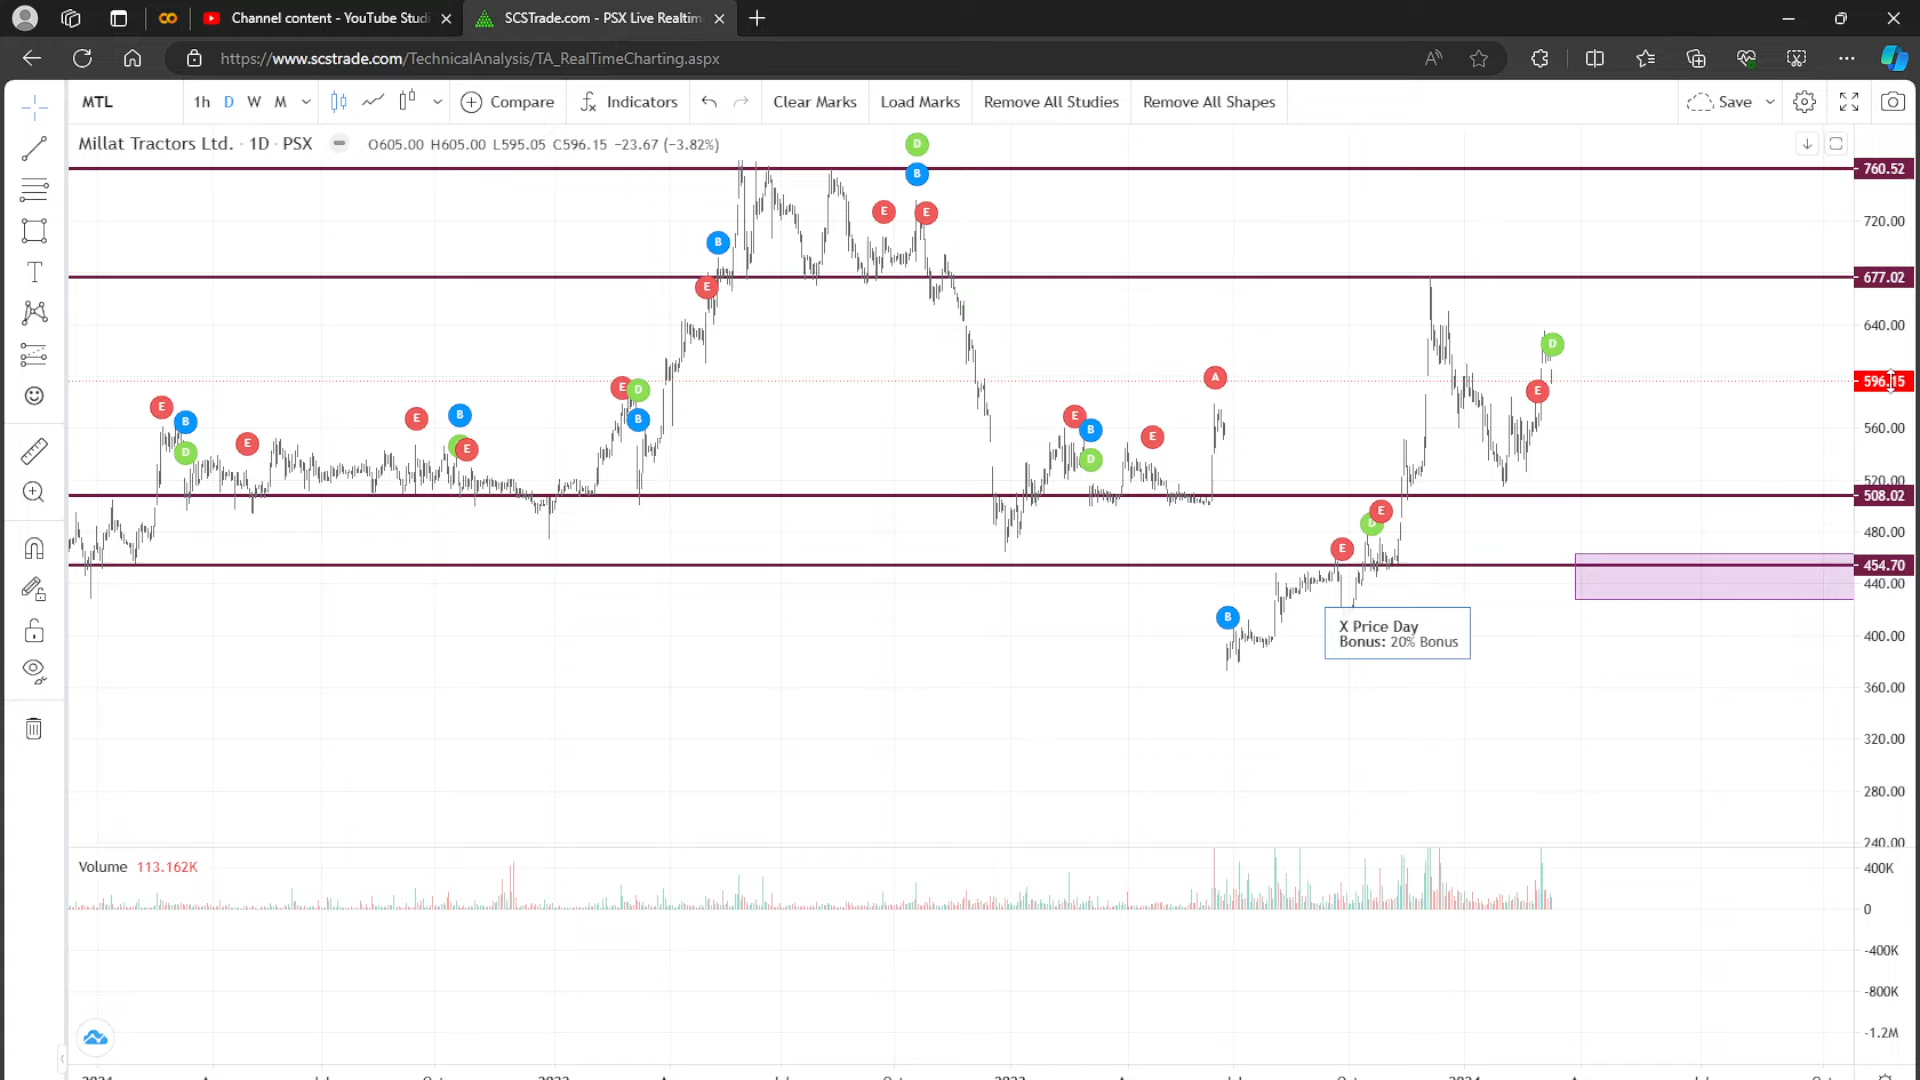 Channel content - YouTube Studi
SCSTrade.com - PSX Live Realtim
https://www.scstrade.com/TechnicalAnalysis/TA_RealTimeCharting.aspx
MTL
1h D W M
Compare
Indicators
Clear Marks
Load Marks
Remove All Studies
Remove All Shapes
Save
Millat Tractors Ltd. · 1D · PSX
O605.00 H605.00 L595.05 C596.15 −23.67 (−3.82%)
D
B
E
E
B
E
E
D
B
E
B
D
E
E
B
E
E
B
D
E
A
B
E
D
E
D
E
X Price Day
Bonus: 20% Bonus
760.52
720.00
677.02
640.00
596.15
560.00
520.00
508.02
480.00
454.70
440.00
400.00
360.00
320.00
280.00
240.00
Volume 113.162K
400K
0
-400K
-800K
-1.2M